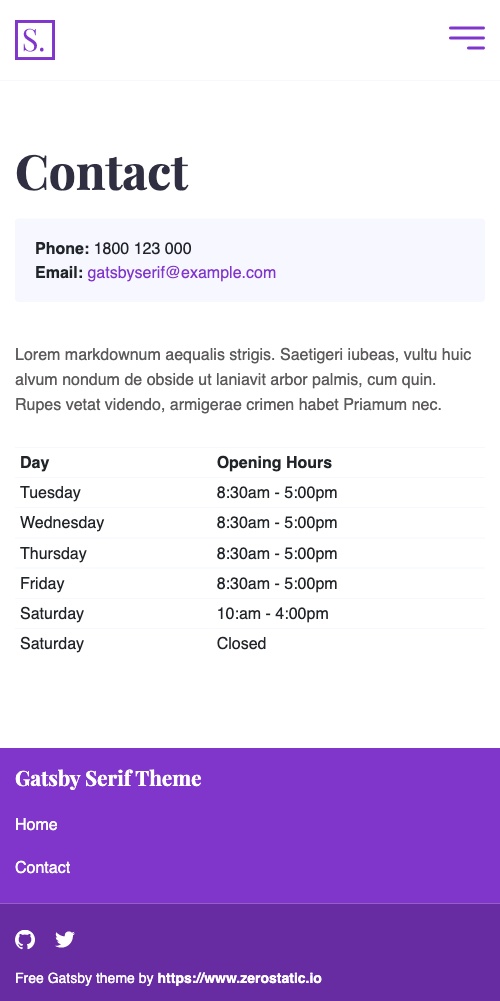 S.
Contact
Phone: 1800 123 000
Email: gatsbyserif@example.com
Lorem markdownum aequalis strigis. Saetigeri iubeas, vultu huic
alvum nondum de obside ut laniavit arbor palmis, cum quin.
Rupes vetat videndo, armigerae crimen habet Priamum nec.
Day Opening Hours
Tuesday 8:30am - 5:00pm
Wednesday 8:30am - 5:00pm
Thursday 8:30am - 5:00pm
Friday 8:30am - 5:00pm
Saturday 10:am - 4:00pm
Saturday Closed
Gatsby Serif Theme
Home
Contact
Free Gatsby theme by https://www.zerostatic.io